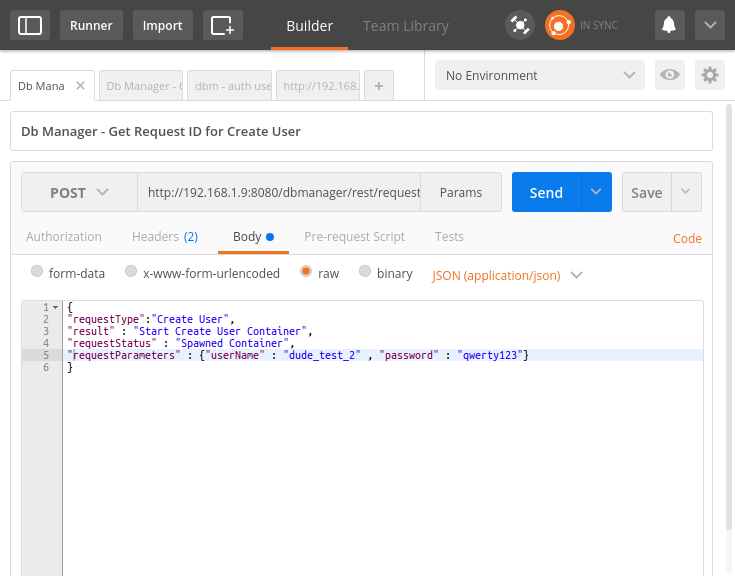 Runner Import Builder Team Library IN SYNC
Db Mana Db Manager - G dbm - auth use http://192.168. + No Environment
Db Manager - Get Request ID for Create User
POST http://192.168.1.9:8080/dbmanager/rest/request Params Send Save
Authorization Headers (2) Body Pre-request Script Tests Code
form-data x-www-form-urlencoded raw binary JSON (application/json)
1 {
2 "requestType":"Create User",
3 "result" : "Start Create User Container",
4 "requestStatus" : "Spawned Container",
5 "requestParameters" : {"userName" : "dude_test_2" , "password" : "qwerty123"}
6 }